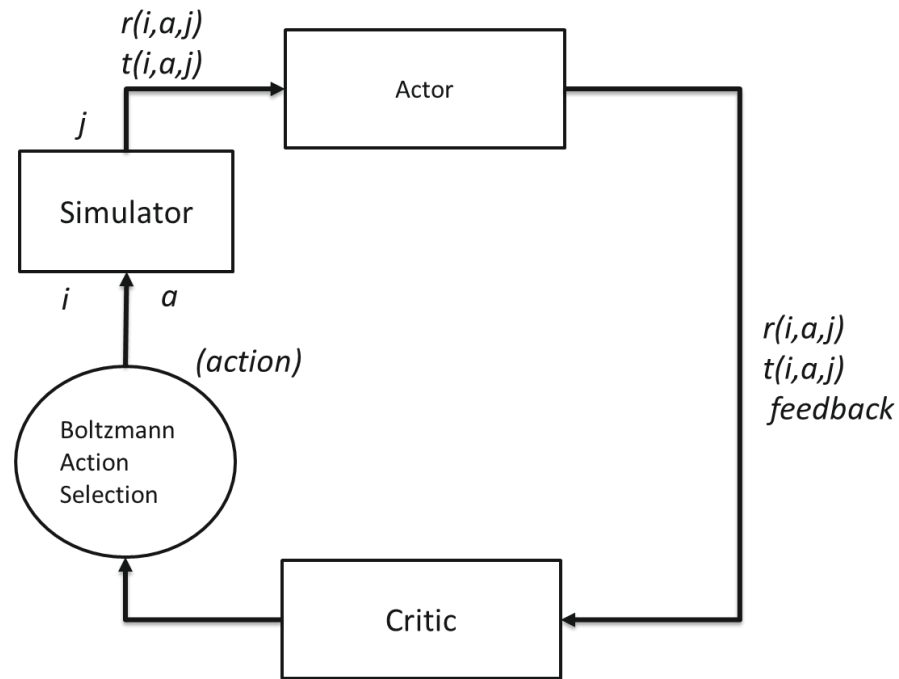 r(i,a,j)
t(i,a,j)
Actor
j
Simulator
i a
(action)
r(i,a,j)
t(i,a,j)
feedback
Boltzmann
Action
Selection
Critic